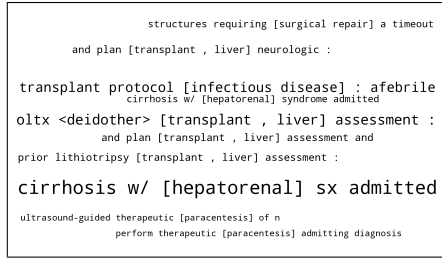 structures requiring [surgical repair] a timeout
and plan [transplant , liver] neurologic :
transplant protocol [infectious disease] : afebrile
cirrhosis w/ [hepatorenal] syndrome admitted
oltx <deidother> [transplant , liver] assessment :
and plan [transplant , liver] assessment and
prior lithiotripsy [transplant , liver] assessment :
cirrhosis w/ [hepatorenal] sx admitted
ultrasound-guided therapeutic [paracentesis] of n
perform therapeutic [paracentesis] admitting diagnosis